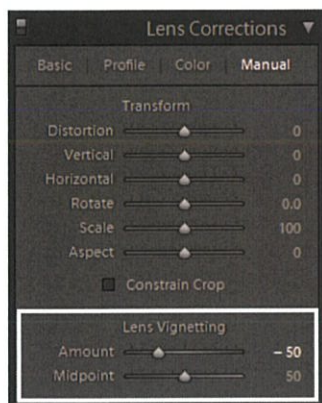 Lens Corrections
Basic Profile Color Manual
Transform
Distortion 0
Vertical 0
Horizontal 0
Rotate 0.0
Scale 100
Aspect 0
Constrain Crop
Lens Vignetting
Amount - 50
Midpoint 50